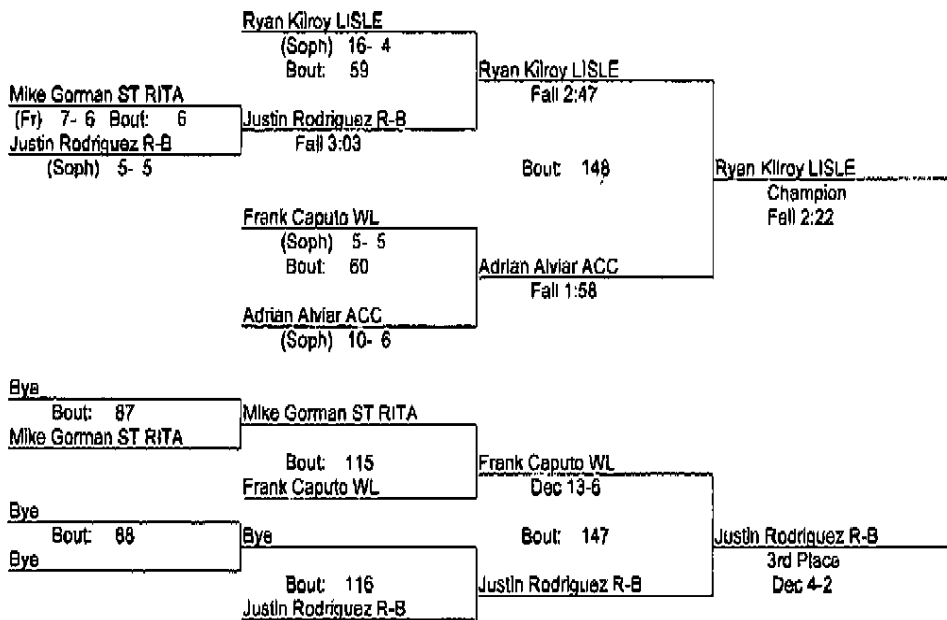 Ryan Kilroy LISLE
(Soph) 16- 4
Bout: 59
Ryan Kilroy LISLE
Fall 2:47
Mike Gorman ST RITA
(Fr) 7- 6 Bout: 6
Justin Rodriguez R-B
Fall 3:03
Justin Rodriguez R-B
(Soph) 5- 5
Bout: 148
Ryan Kilroy LISLE
Champion
Fall 2:22
Frank Caputo WL
(Soph) 5- 5
Bout: 60
Adrian Alviar ACC
Fall 1:58
Adrian Alviar ACC
(Soph) 10- 6
Bye
Bout: 87
Mike Gorman ST RITA
Mike Gorman ST RITA
Bout: 115
Frank Caputo WL
Dec 13-6
Frank Caputo WL
Bye
Bout: 88
Bye
Bye
Bout: 147
Justin Rodriguez R-B
3rd Place
Dec 4-2
Bout: 116
Justin Rodriguez R-B
Justin Rodriguez R-B